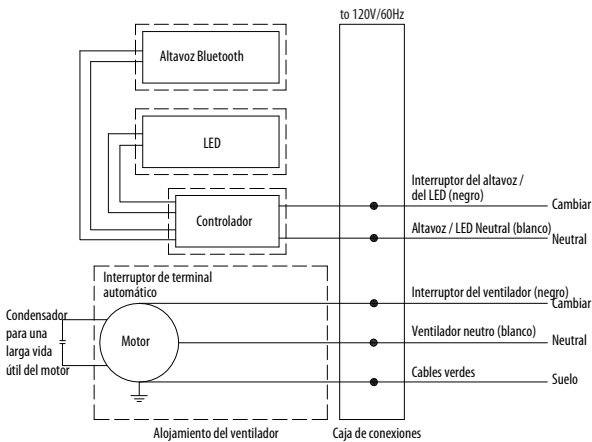 to 120V/60Hz
Altavoz Bluetooth
LED
Controlador
Interruptor del altavoz /
del LED (negro)
Cambiar
Altavoz / LED Neutral (blanco)
Neutral
Interruptor de terminal
automático
Interruptor del ventilador (negro)
Cambiar
Condensador
para una
larga vida
útil del motor
Motor
Ventilador neutro (blanco)
Neutral
Cables verdes
Suelo
Alojamiento del ventilador
Caja de conexiones